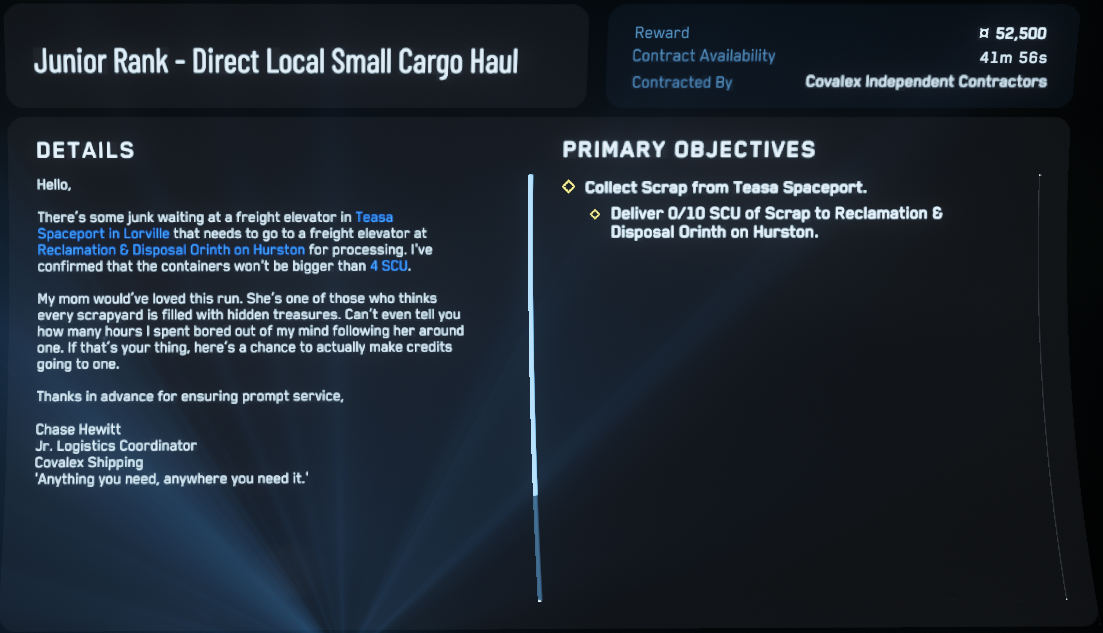 Junior Rank - Direct Local Small Cargo Haul
Reward ¤ 52,500
Contract Availability 41m 56s
Contracted By Covalex Independent Contractors
DETAILS
Hello,
There's some junk waiting at a freight elevator in Teasa
Spaceport in Lorville that needs to go to a freight elevator at
Reclamation & Disposal Orinth on Hurston for processing. I've
confirmed that the containers won't be bigger than 4 SCU.
My mom would've loved this run. She's one of those who thinks
every scrapyard is filled with hidden treasures. Can't even tell you
how many hours I spent bored out of my mind following her around
one. If that's your thing, here's a chance to actually make credits
going to one.
Thanks in advance for ensuring prompt service,
Chase Hewitt
Jr. Logistics Coordinator
Covalex Shipping
'Anything you need, anywhere you need it.'
PRIMARY OBJECTIVES
Collect Scrap from Teasa Spaceport.
Deliver 0/10 SCU of Scrap to Reclamation &
Disposal Orinth on Hurston.